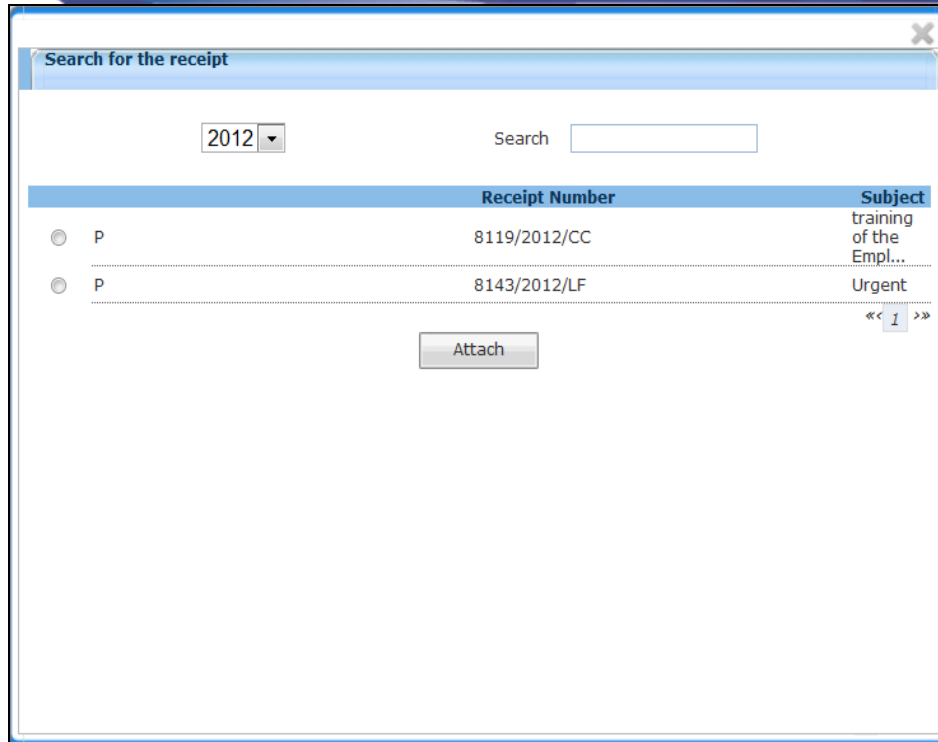 Search for the receipt
2012 Search
Receipt Number Subject
P 8119/2012/CC training
of the
Empl...
P 8143/2012/LF Urgent
«‹ 1 ›»
Attach